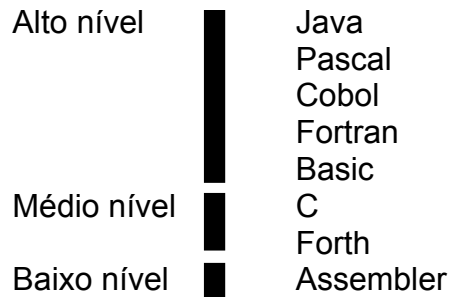 Alto nível Java
Pascal
Cobol
Fortran
Basic
Médio nível C
Forth
Baixo nível Assembler